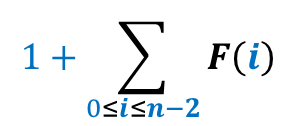 1 + ∑ F(i)
0≤i≤n−2